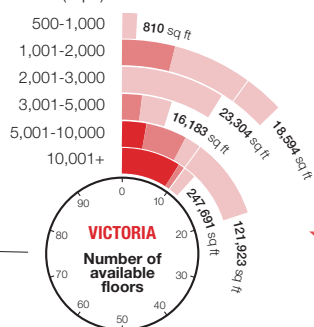 500-1,000
1,001-2,000
2,001-3,000
3,001-5,000
5,001-10,000
10,001+
810 sq ft
18,594 sq ft
23,304 sq ft
16,183 sq ft
121,923 sq ft
247,691 sq ft
0
10
20
30
40
50
60
70
80
90
VICTORIA
Number of
available
floors